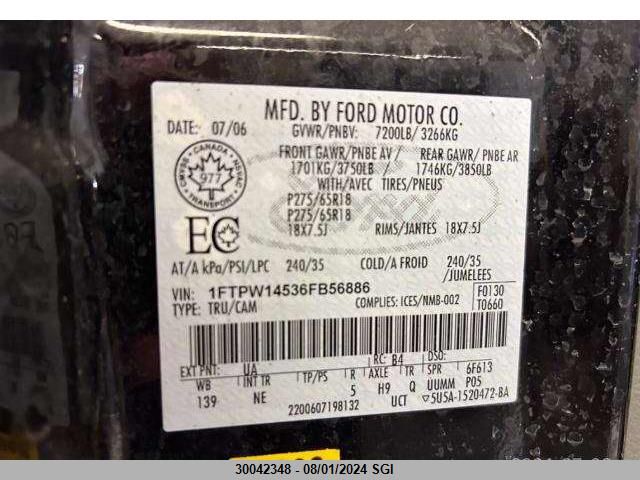 MFD. BY FORD MOTOR CO.
DATE: 07/06 GVWR/PNBV: 7200LB/ 3266KG
FRONT GAWR/PNBE AV / REAR GAWR/ PNBE AR
1701KG/3750LB 1746KG/3850LB
WITH/AVEC TIRES/PNEUS
P275/65R18
P275/65R18
18X7.5J RIMS/JANTES 18X7.5J
CANADA
977
TRANSPORT
EC
AT/A kPa/PSI/LPC 240/35 COLD/A FROID 240/35
/JUMELEES
VIN: 1FTPW14536FB56886
TYPE: TRU/CAM COMPLIES: ICES/NMB-002
F0130
T0660
EXT PNT: UA RC: B4 DSO:
WB INT TR TP/PS R AXLE TR SPR 6F613
139 NE 5 H9 Q UUMM P05
2200607198132 UCT ▽5U5A-1520472-BA
30042348 - 08/01/2024 SGI